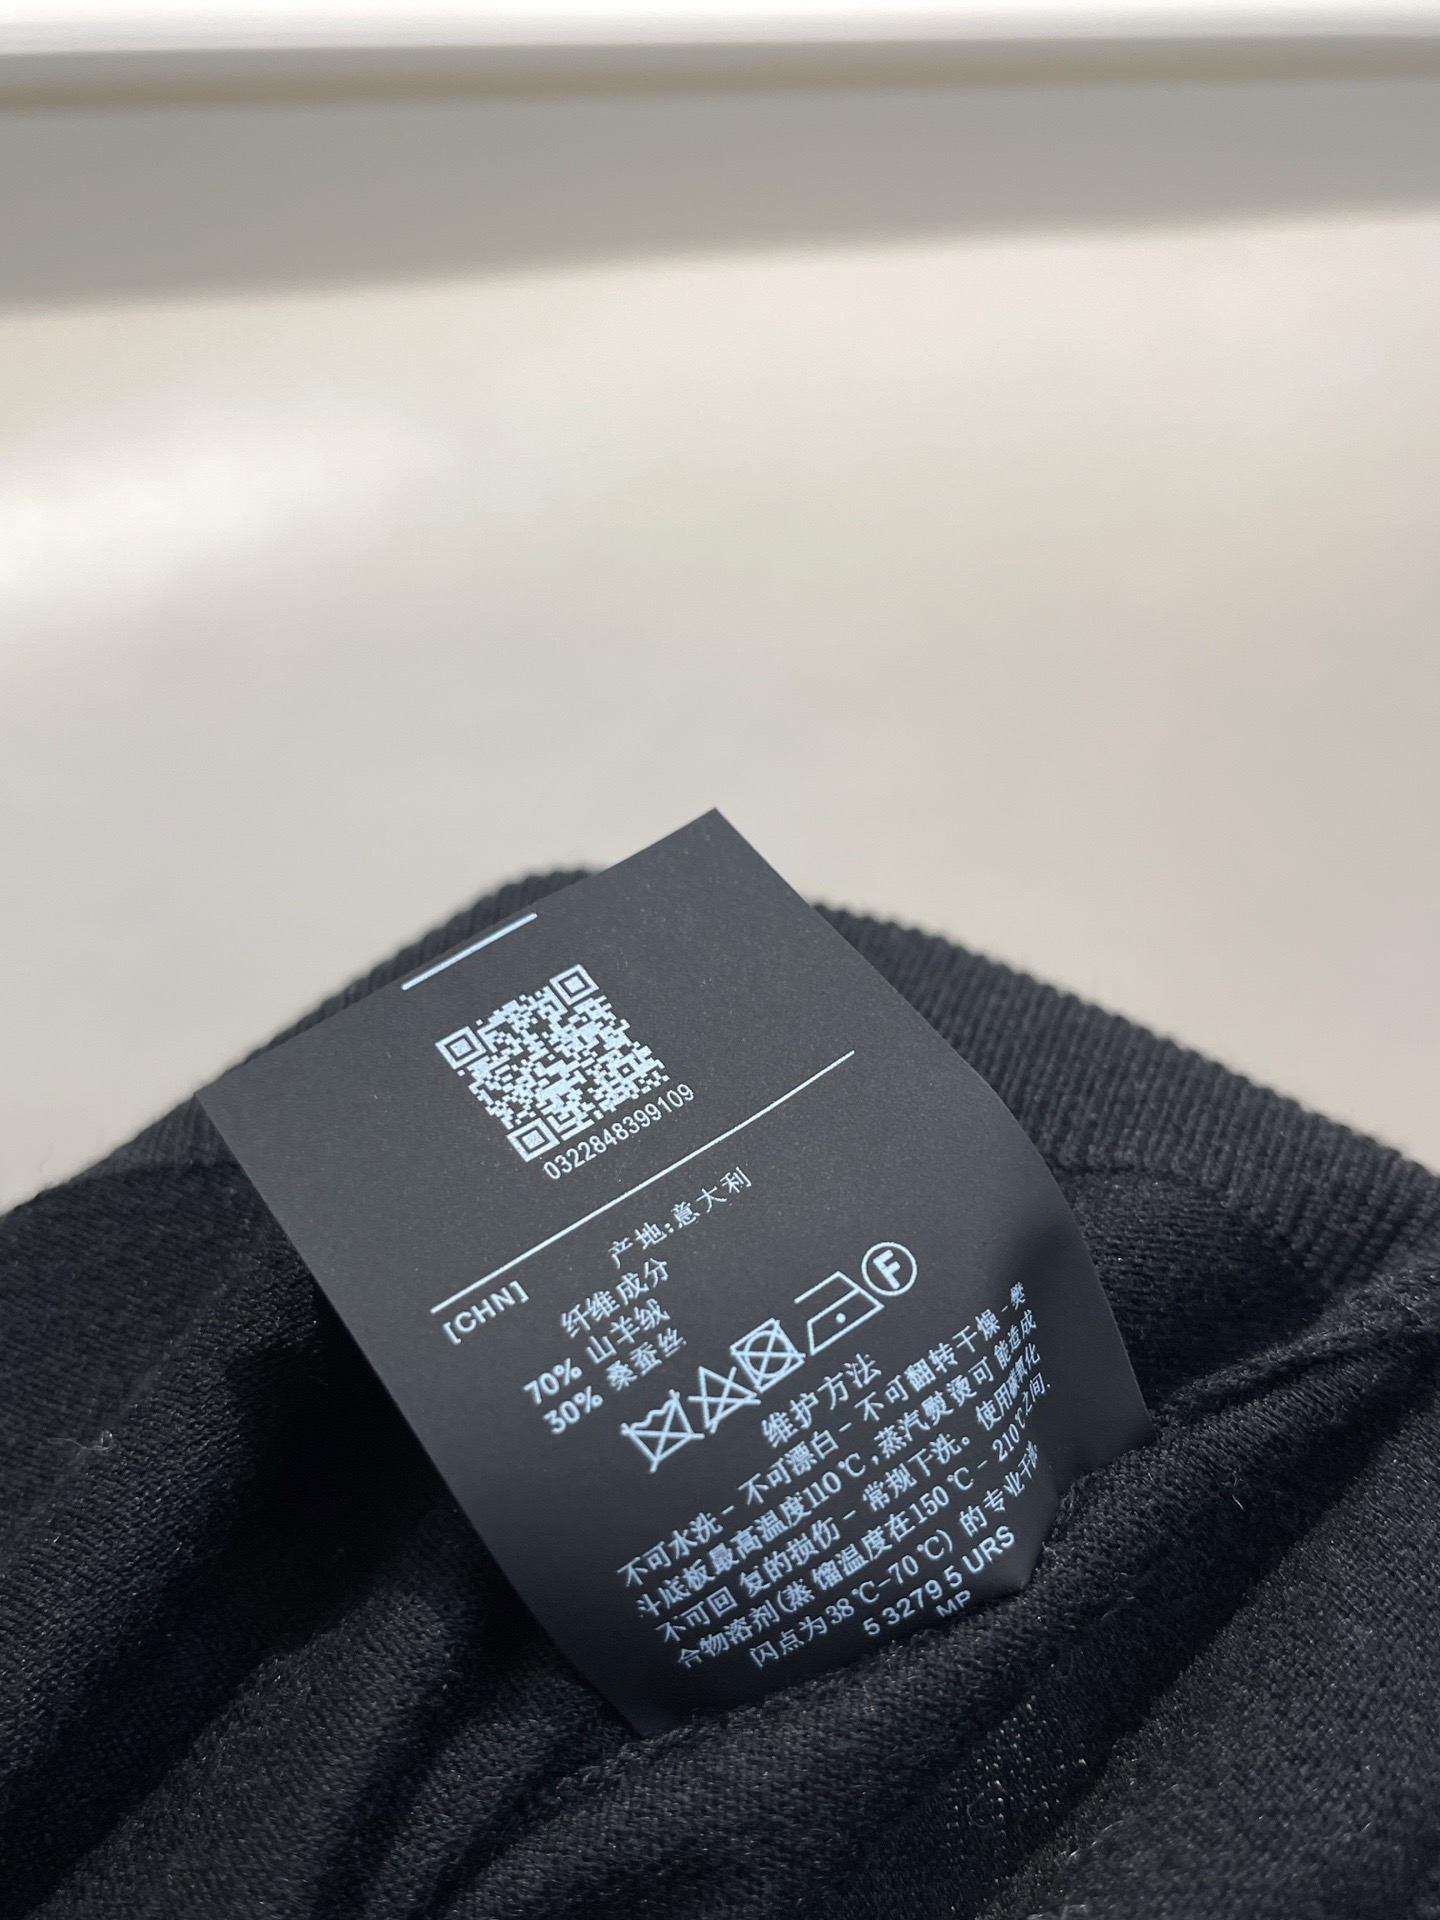 0322848399109
[CHN]
产地:意大利
纤维成分
70% 山羊绒
30% 桑蚕丝
F
维护方法
不可水洗- 不可漂白- 不可翻转干燥 -熨
斗底板最高温度110℃,蒸汽熨烫可能造成
不可回复的损伤- 常规干洗。使用碳氧化
合物溶剂(蒸馏温度在150℃- 210℃之间.
闪点为38℃-70℃) 的专业干洗
5 3279 5 URS
MP